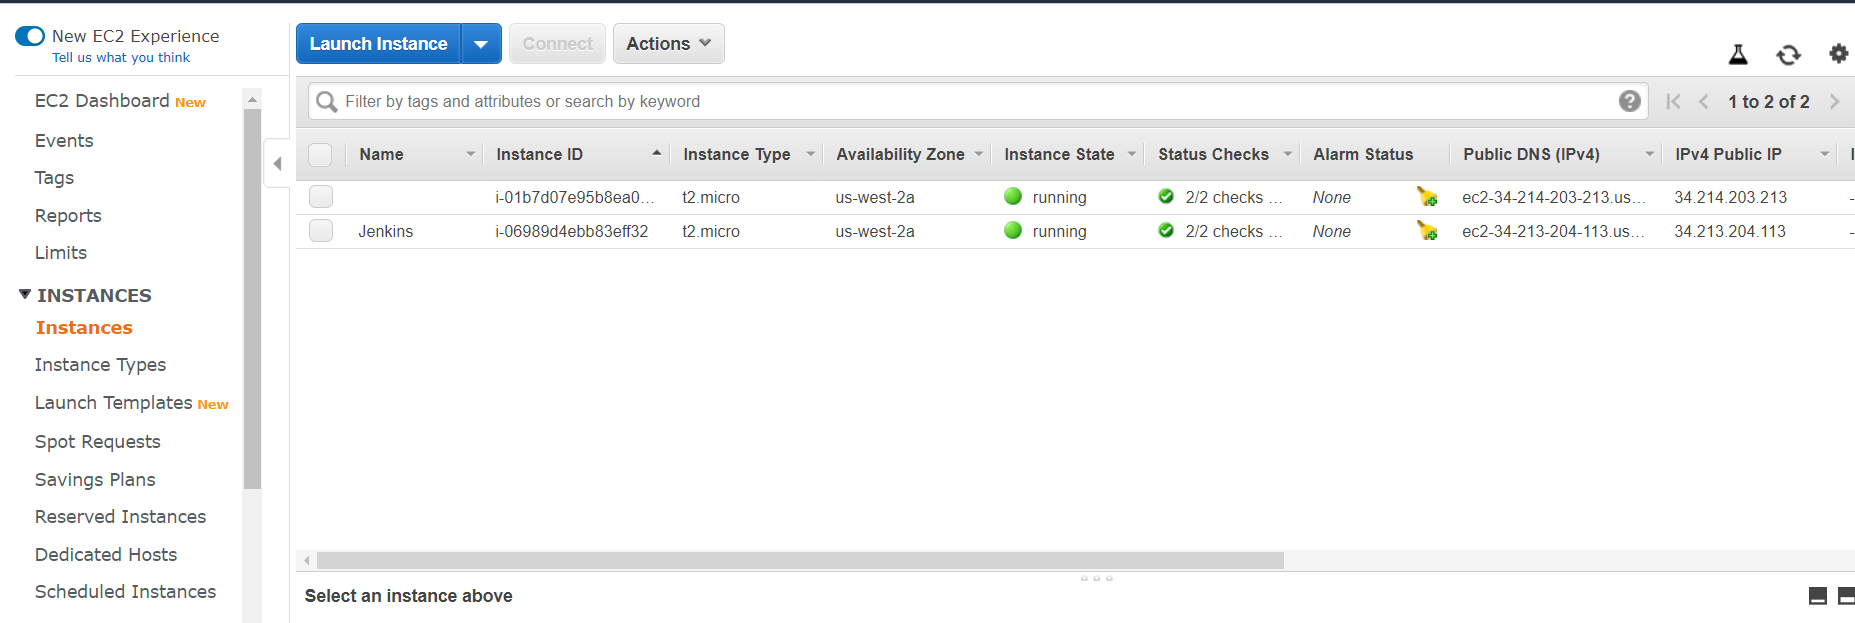 New EC2 Experience
Tell us what you think
EC2 Dashboard New
Events
Tags
Reports
Limits
INSTANCES
Instances
Instance Types
Launch Templates New
Spot Requests
Savings Plans
Reserved Instances
Dedicated Hosts
Scheduled Instances
Launch Instance Connect Actions
Filter by tags and attributes or search by keyword 1 to 2 of 2
Name Instance ID Instance Type Availability Zone Instance State Status Checks Alarm Status Public DNS (IPv4) IPv4 Public IP
i-01b7d07e95b8ea0... t2.micro us-west-2a running 2/2 checks ... None ec2-34-214-203-213.us... 34.214.203.213 -
Jenkins i-06989d4ebb83eff32 t2.micro us-west-2a running 2/2 checks ... None ec2-34-213-204-113.us... 34.213.204.113 -
Select an instance above